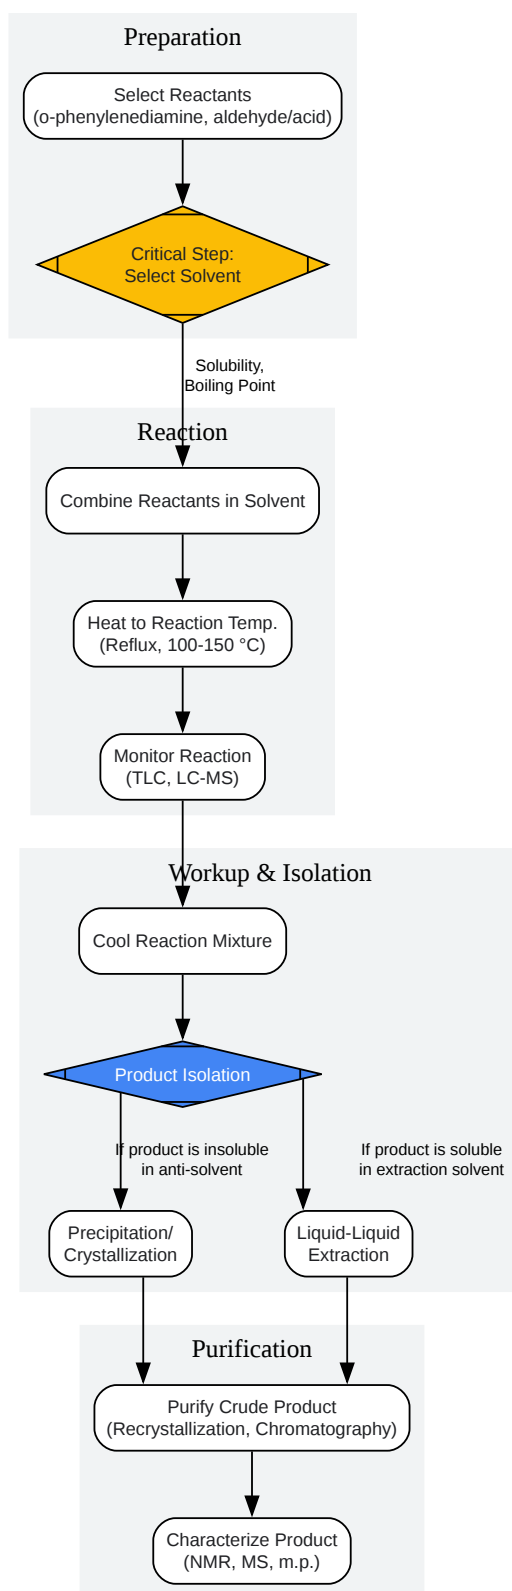 Preparation
Select Reactants
(o-phenylenediamine, aldehyde/acid)
Critical Step:
Select Solvent
Solubility,
Boiling Point
Reaction
Combine Reactants in Solvent
Heat to Reaction Temp.
(Reflux, 100-150 °C)
Monitor Reaction
(TLC, LC-MS)
Workup & Isolation
Cool Reaction Mixture
Product Isolation
If product is insoluble
in anti-solvent
If product is soluble
in extraction solvent
Precipitation/
Crystallization
Liquid-Liquid
Extraction
Purification
Purify Crude Product
(Recrystallization, Chromatography)
Characterize Product
(NMR, MS, m.p.)